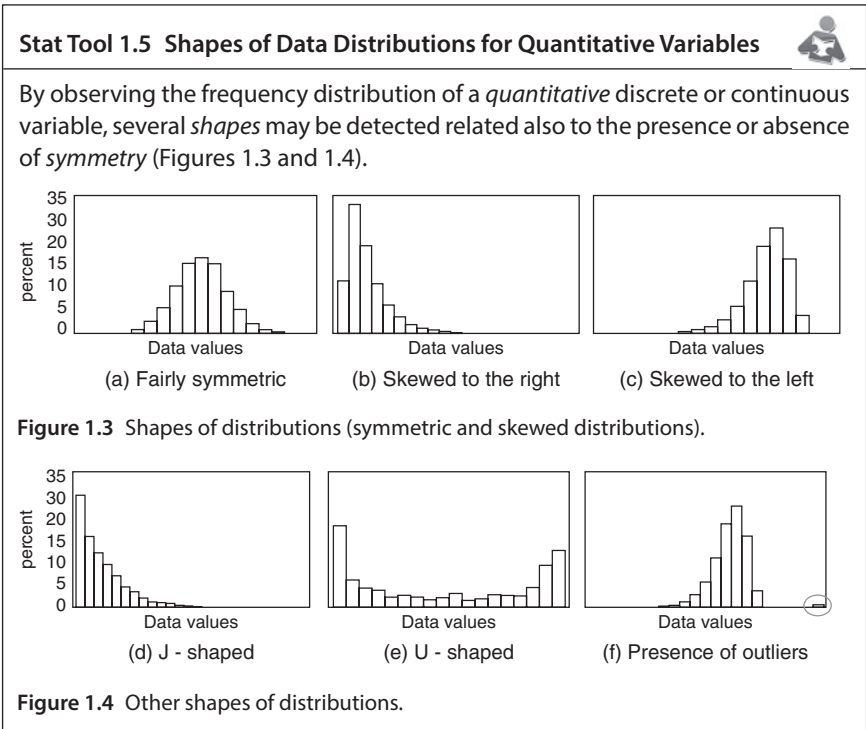 Stat Tool 1.5 Shapes of Data Distributions for Quantitative Variables
By observing the frequency distribution of a quantitative discrete or continuous
variable, several shapes may be detected related also to the presence or absence
of symmetry (Figures 1.3 and 1.4).
35
30
25
20
15
10
5
0
percent
Data values
Data values
Data values
(a) Fairly symmetric
(b) Skewed to the right
(c) Skewed to the left
Figure 1.3 Shapes of distributions (symmetric and skewed distributions).
35
30
25
20
15
10
5
0
percent
Data values
Data values
Data values
(d) J - shaped
(e) U - shaped
(f) Presence of outliers
Figure 1.4 Other shapes of distributions.